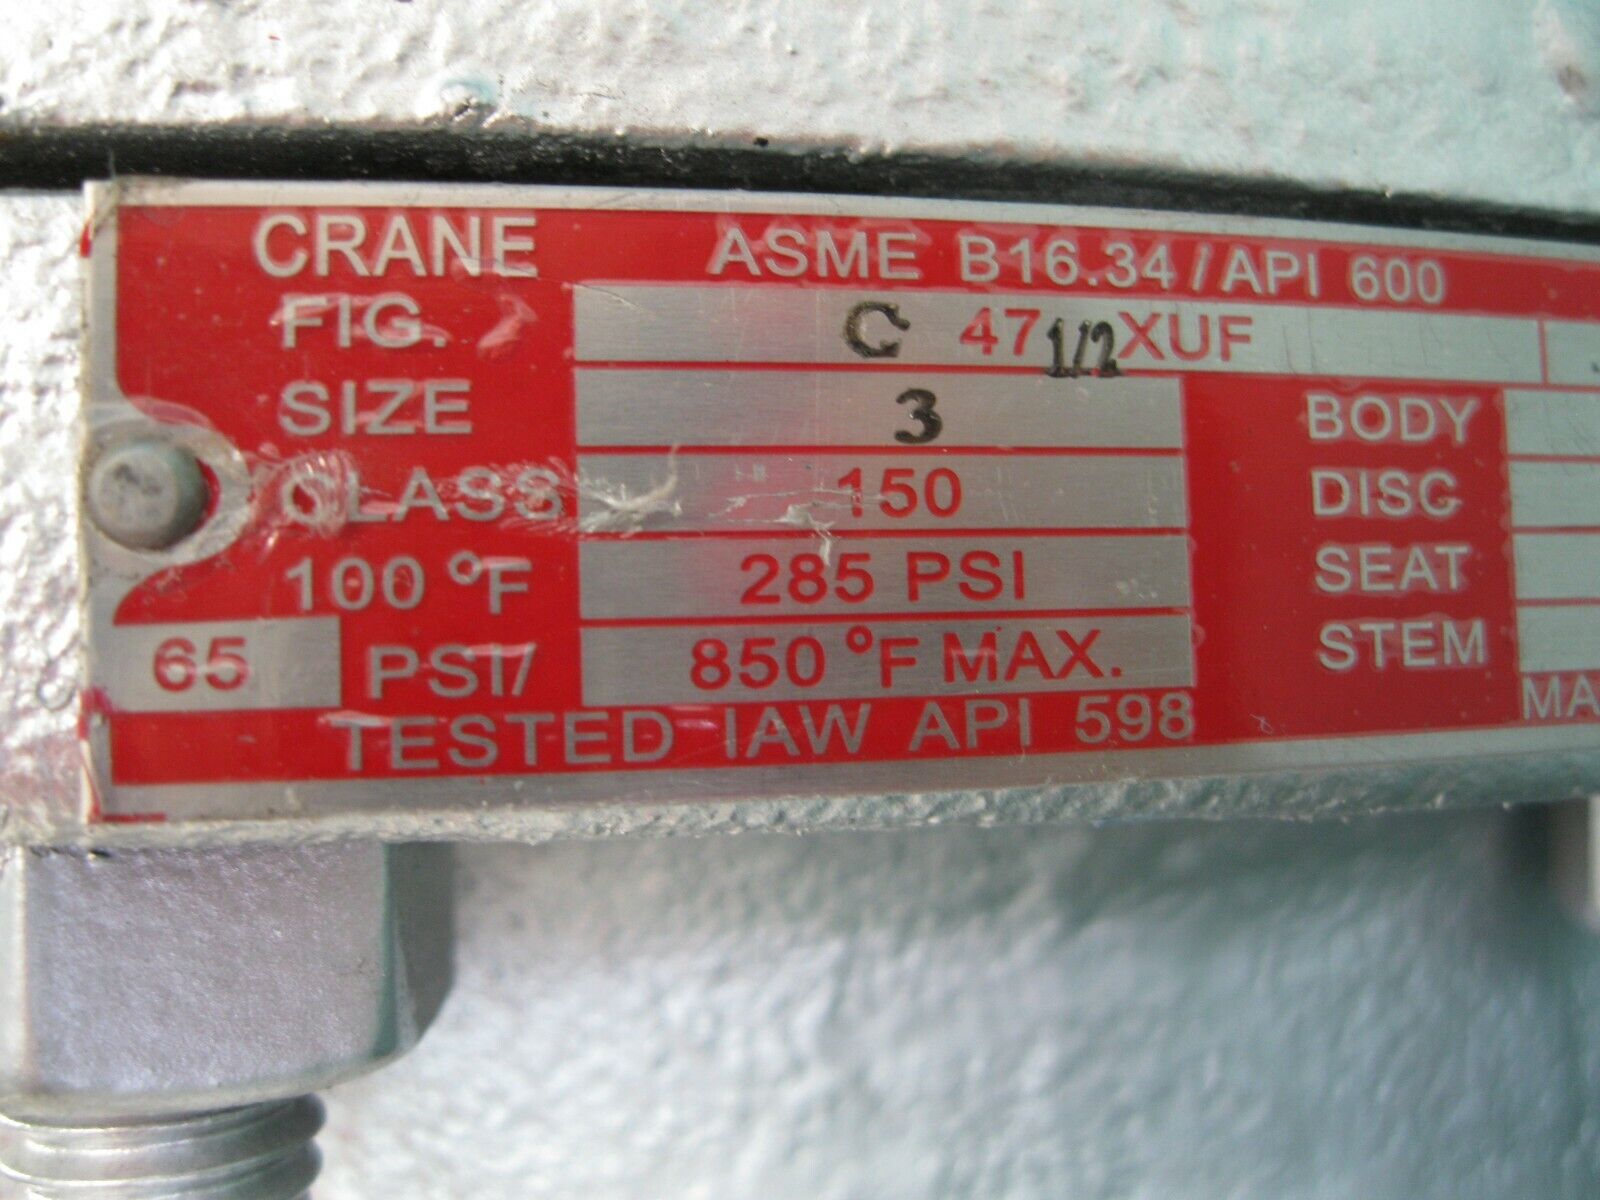 CRANE ASME B16.34 / API 600
FIG. C 47 1/2 XUF
SIZE 3
CLASS 150
100 °F 285 PSI
65 PSI/ 850 °F MAX.
TESTED IAW API 598
BODY
DISC
SEAT
STEM
MA